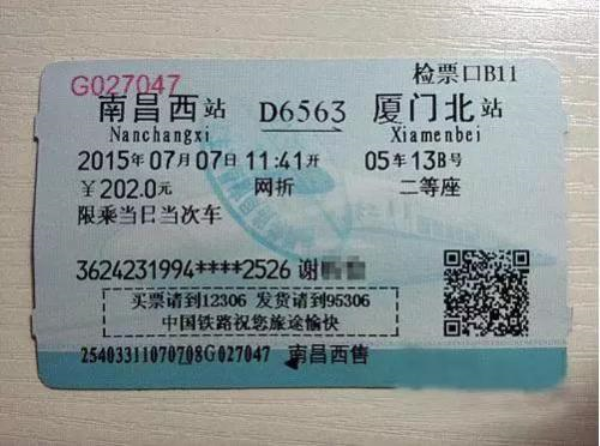 G027047 检票口B11
南昌西站 D6563 厦门北站
Nanchangxi Xiamenbei
2015年07月07日11:41开 05车13B号
￥202.0元 网折 二等座
限乘当日当次车
3624231994****2526 谢
买票请到12306 发货请到95306
中国铁路祝您旅途愉快
25403311070708G027047 南昌西售